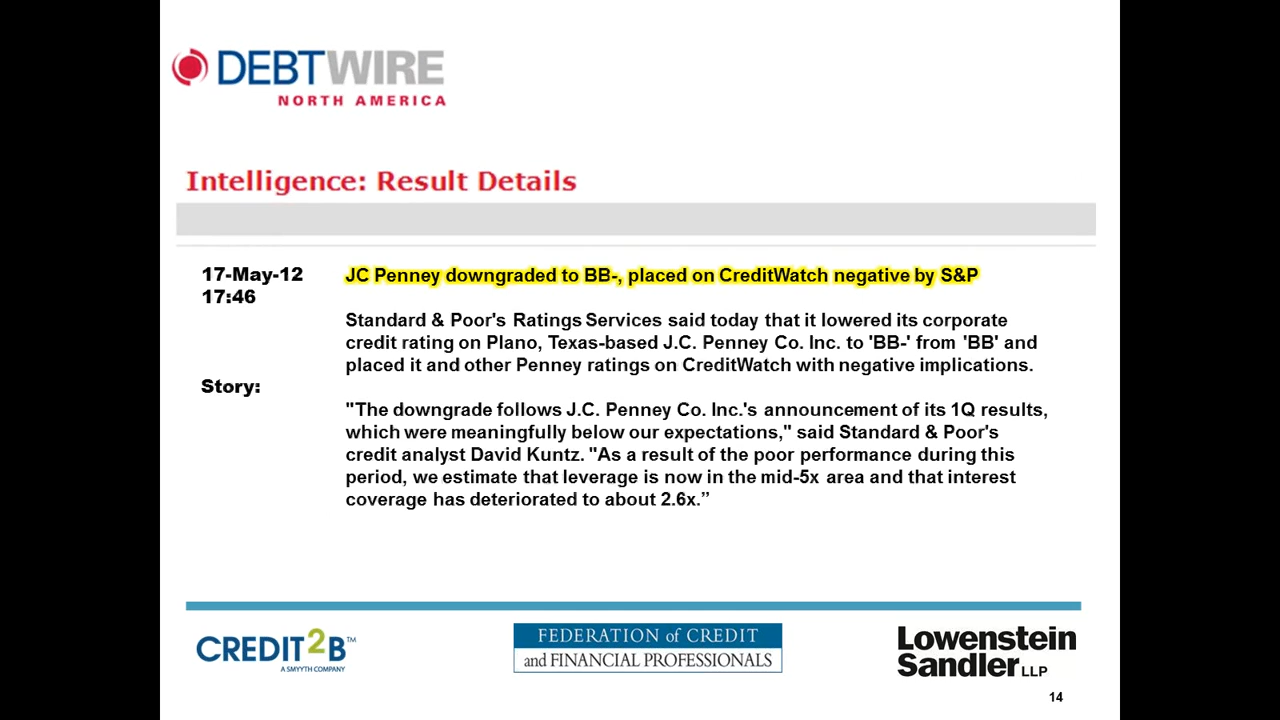 DEBTWIRE
NORTH AMERICA
Intelligence: Result Details
17-May-12
17:46
JC Penney downgraded to BB-, placed on CreditWatch negative by S&P
Standard & Poor's Ratings Services said today that it lowered its corporate
credit rating on Plano, Texas-based J.C. Penney Co. Inc. to 'BB-' from 'BB' and
placed it and other Penney ratings on CreditWatch with negative implications.
Story:
"The downgrade follows J.C. Penney Co. Inc.'s announcement of its 1Q results,
which were meaningfully below our expectations," said Standard & Poor's
credit analyst David Kuntz. "As a result of the poor performance during this
period, we estimate that leverage is now in the mid-5x area and that interest
coverage has deteriorated to about 2.6x.”
CREDIT2B™
A SMYYTH COMPANY
FEDERATION of CREDIT
and FINANCIAL PROFESSIONALS
Lowenstein
Sandler LLP
14